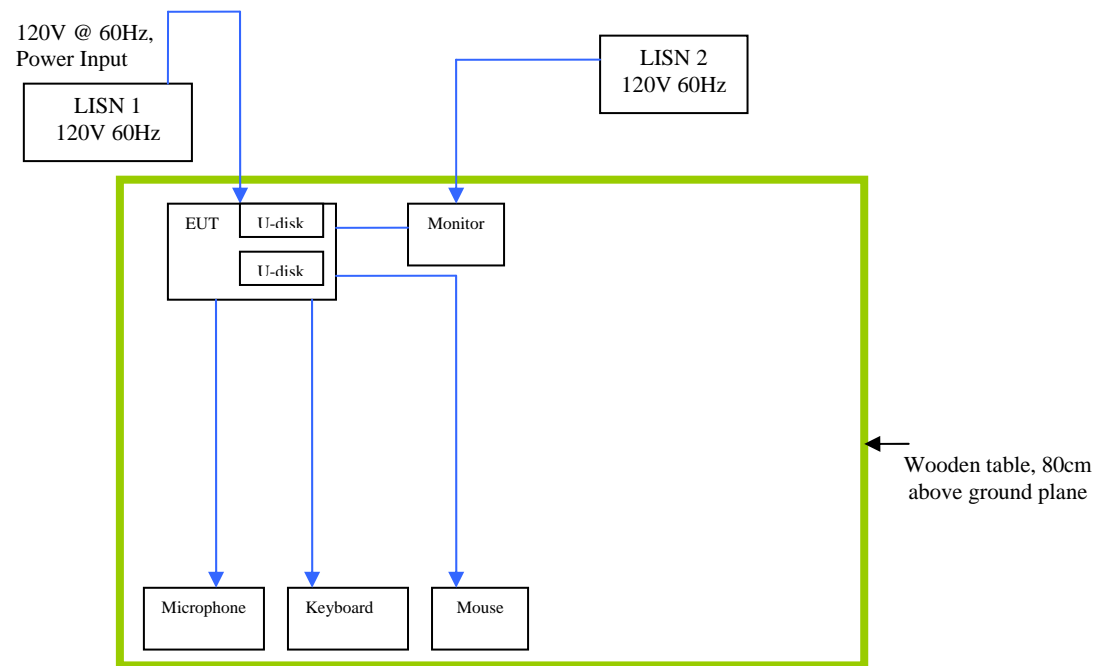 120V @ 60Hz,
Power Input
LISN 1
120V 60Hz
LISN 2
120V 60Hz
EUT
U-disk
U-disk
Monitor
Wooden table, 80cm
above ground plane
Microphone
Keyboard
Mouse